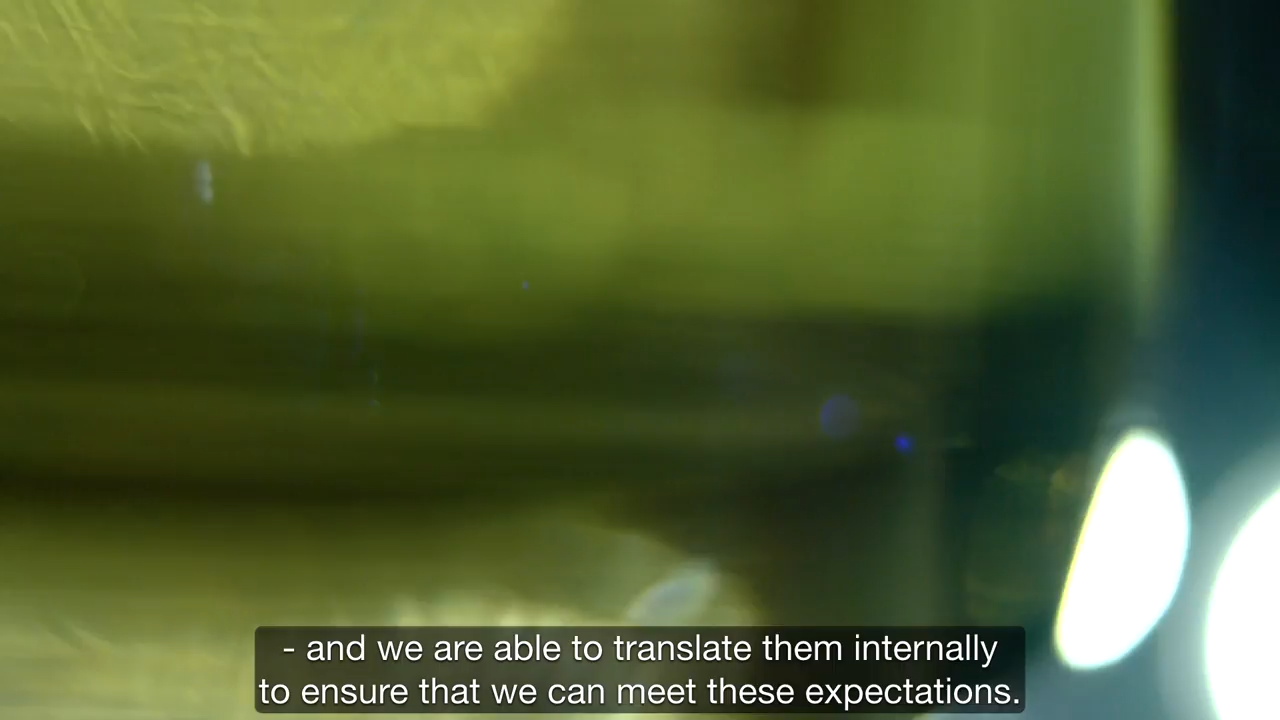 - and we are able to translate them internally
to ensure that we can meet these expectations.